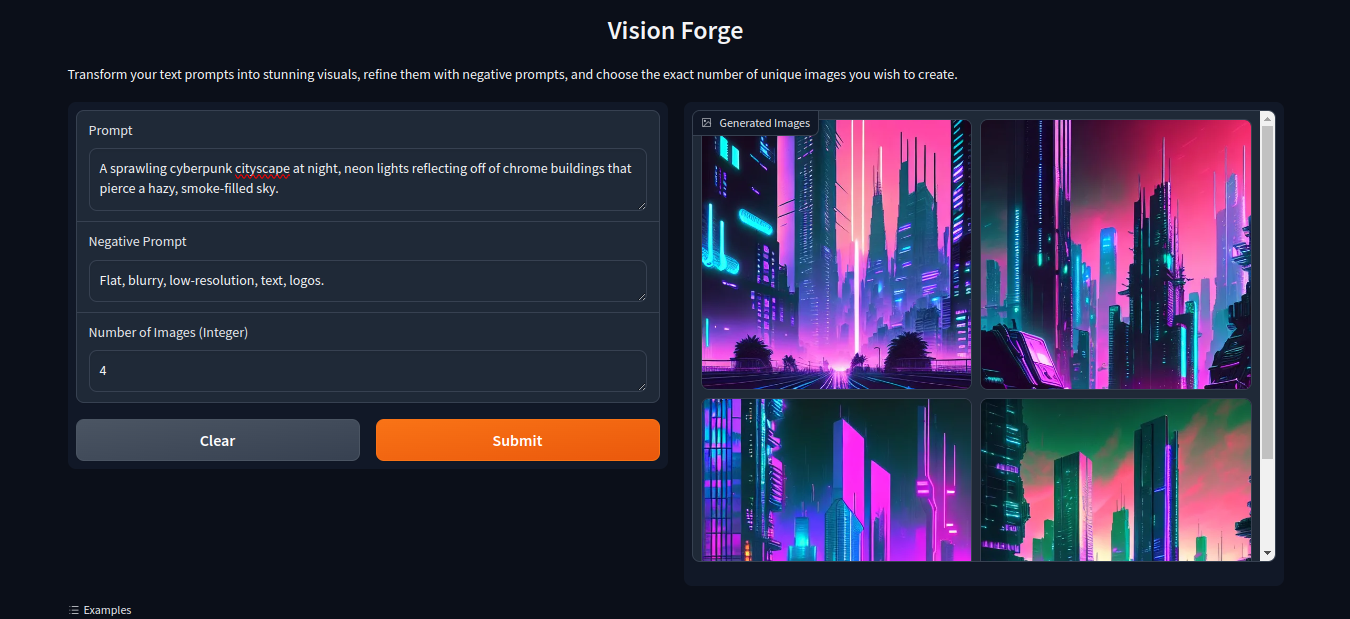 Vision Forge
Transform your text prompts into stunning visuals, refine them with negative prompts, and choose the exact number of unique images you wish to create.
Prompt
A sprawling cyberpunk cityscape at night, neon lights reflecting off of chrome buildings that
pierce a hazy, smoke-filled sky.
Negative Prompt
Flat, blurry, low-resolution, text, logos.
Number of Images (Integer)
4
Clear
Submit
Generated Images
Examples